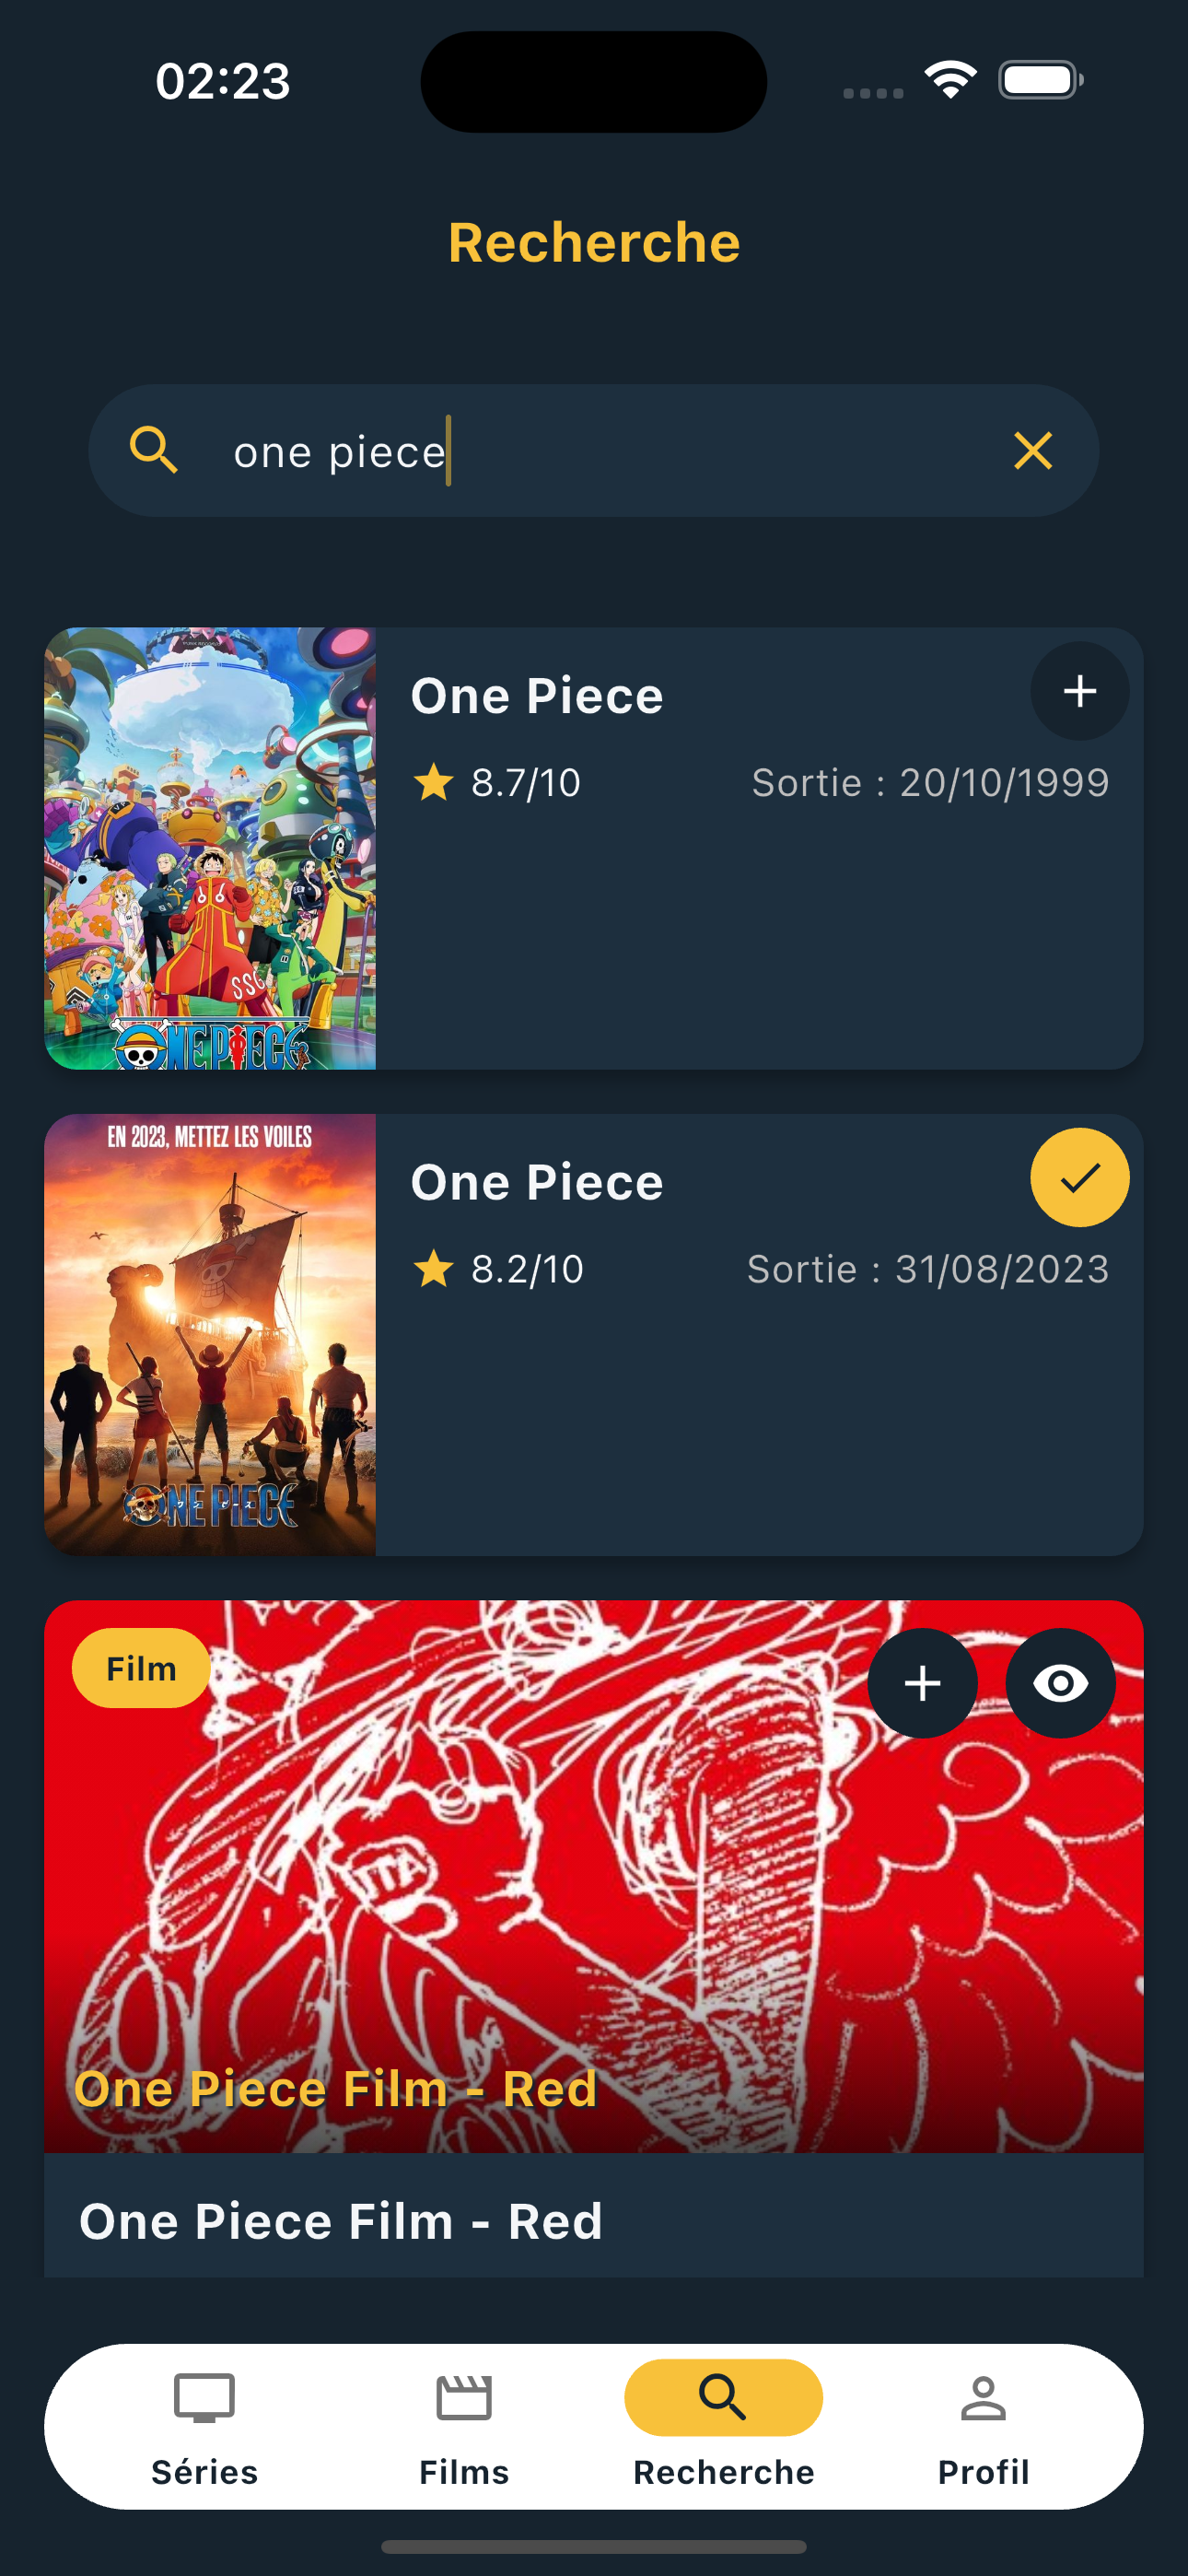 02:23
Recherche
one piece
One Piece
8.7/10
Sortie : 20/10/1999
SSG
ONE PIECE
EN 2023, METTEZ LES VOILES
One Piece
8.2/10
Sortie : 31/08/2023
ONE PIECE
Film
One Piece Film - Red
One Piece Film - Red
Séries
Films
Recherche
Profil